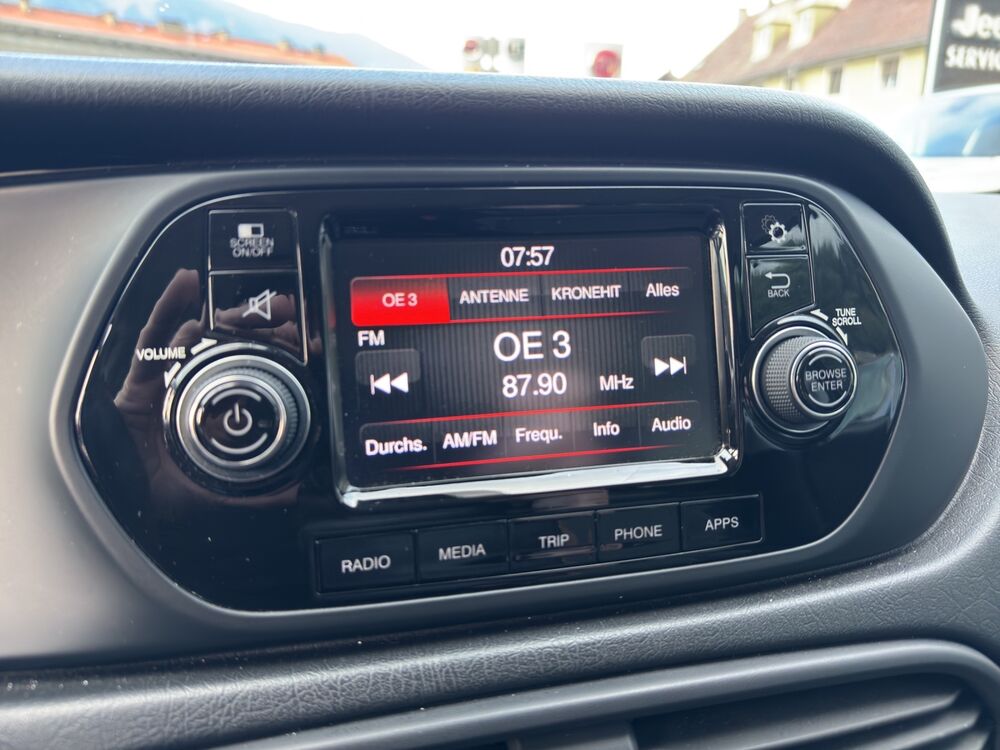 Jee
SERVIC
SCREEN
ON/OFF
07:57
OE 3 ANTENNE KRONEHIT Alles
FM
OE 3
87.90 MHz
Durchs. AM/FM Frequ. Info Audio
VOLUME
BACK
TUNE
SCROLL
BROWSE
ENTER
RADIO MEDIA TRIP PHONE APPS